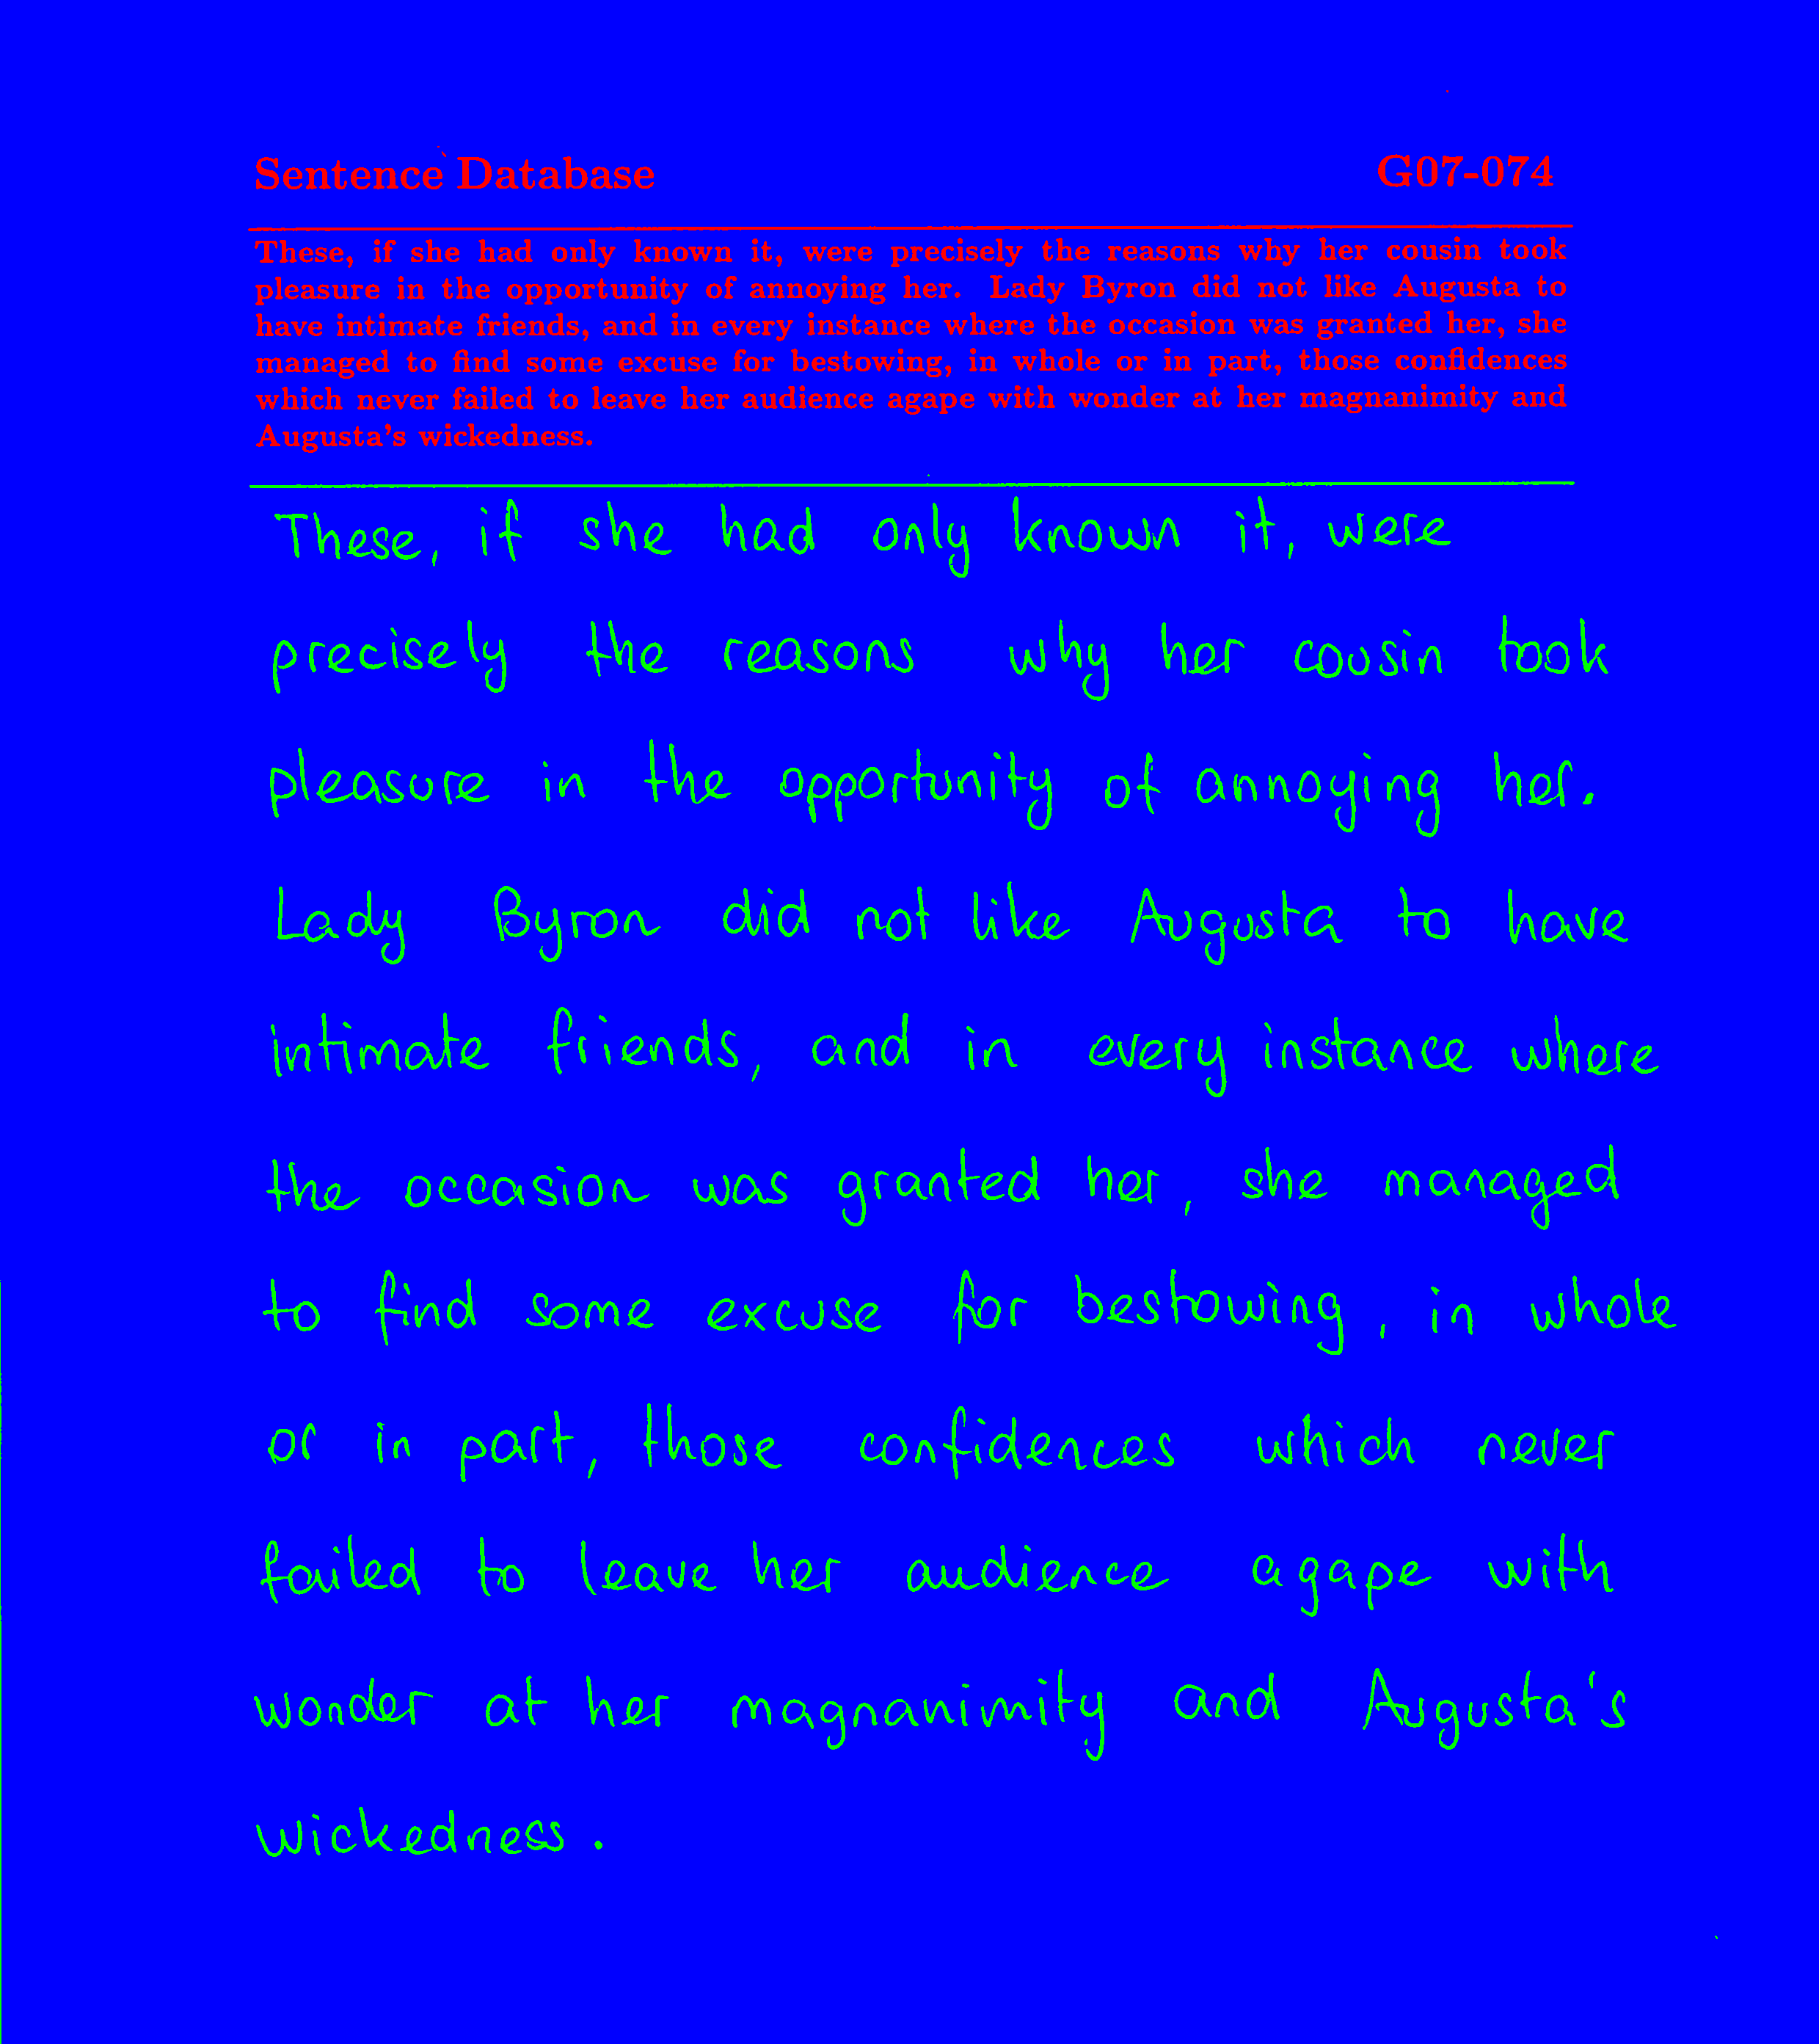 Sentence Database G07-074
These, if she had only known it, were precisely the reasons why her cousin took
pleasure in the opportunity of annoying her. Lady Byron did not like Augusta to
have intimate friends, and in every instance where the occasion was granted her, she
managed to find some excuse for bestowing, in whole or in part, those confidences
which never failed to leave her audience agape with wonder at her magnanimity and
Augusta's wickedness.
These, if she had only known it, were
precisely the reasons why her cousin took
pleasure in the opportunity of annoying her.
Lady Byron did not like Augusta to have
intimate friends, and in every instance where
the occasion was granted her, she managed
to find some excuse for bestowing, in whole
or in part, those confidences which never
failed to leave her audience agape with
wonder at her magnanimity and Augusta's
wickedness.